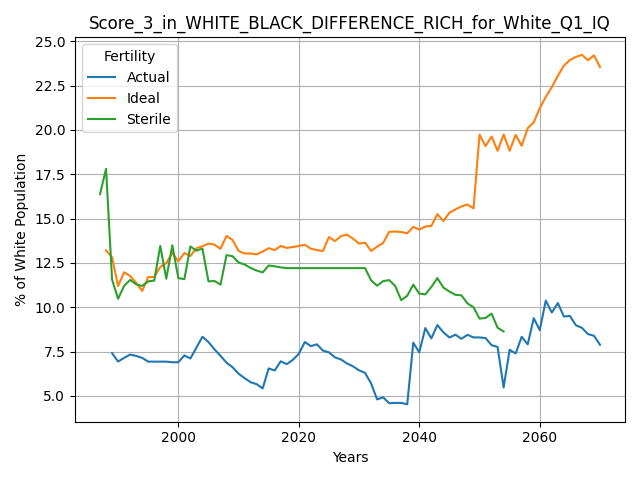 Score_3_in_WHITE_BLACK_DIFFERENCE_RICH_for_White_Q1_IQ
25.0
22.5
20.0
17.5
15.0
12.5
10.0
7.5
5.0
% of White Population
Fertility
Actual
Ideal
Sterile
2000
2020
2040
2060
Years